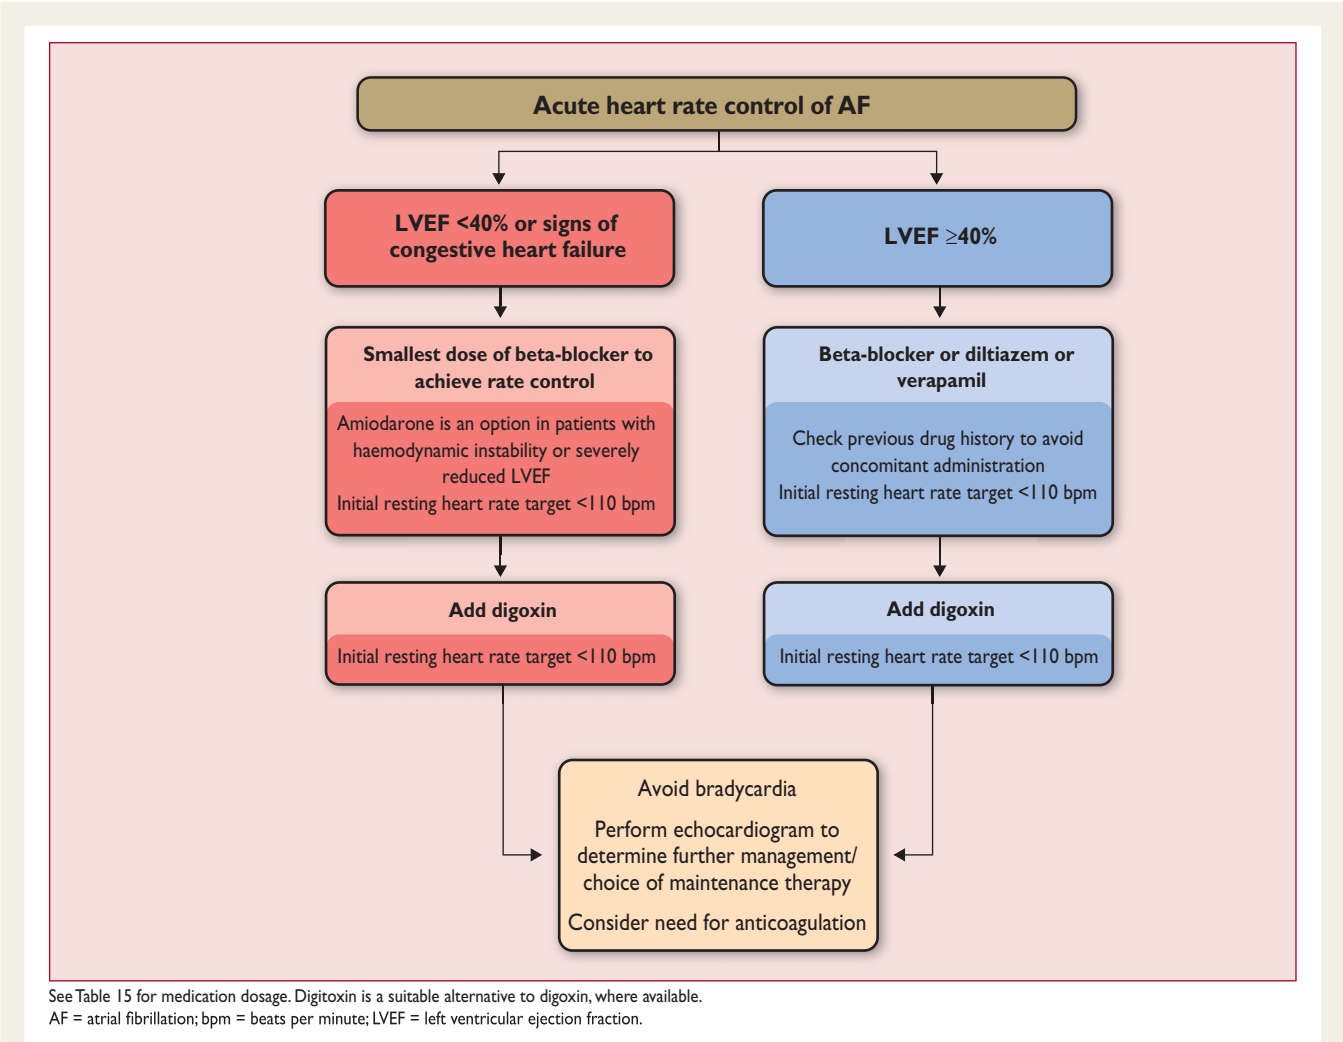 Acute heart rate control of AF
LVEF <40% or signs of
congestive heart failure
Smallest dose of beta-blocker to
achieve rate control
Amiodarone is an option in patients with
haemodynamic instability or severely
reduced LVEF
Initial resting heart rate target <110 bpm
Add digoxin
Initial resting heart rate target <110 bpm
LVEF ≥40%
Beta-blocker or diltiazem or
verapamil
Check previous drug history to avoid
concomitant administration
Initial resting heart rate target <110 bpm
Add digoxin
Initial resting heart rate target <110 bpm
Avoid bradycardia
Perform echocardiogram to
determine further management/
choice of maintenance therapy
Consider need for anticoagulation
See Table 15 for medication dosage. Digitoxin is a suitable alternative to digoxin, where available.
AF = atrial fibrillation; bpm = beats per minute; LVEF = left ventricular ejection fraction.